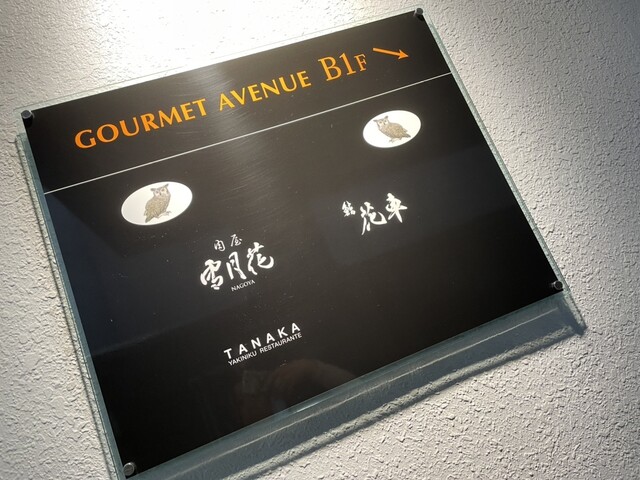 GOURMET AVENUE B1F
肉屋
雪月花
NAGOYA
TANAKA
YAKINIKU RESTAURANTE
鮨 花車